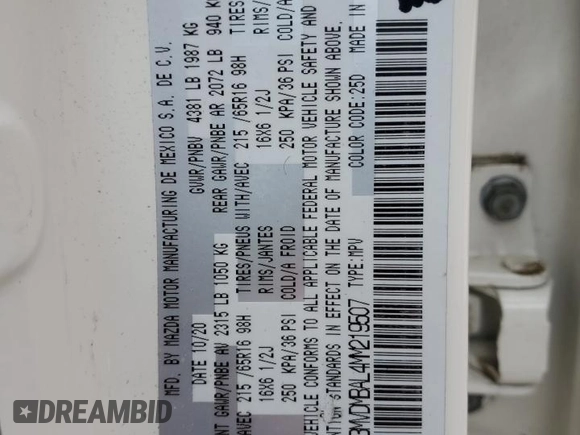 MFD. BY MAZDA MOTOR MANUFACTURING DE MEXICO S.A. DE C.V.
DATE 10/20 GVWR/PNBV 4381 LB 1987 KG
GAWR/PNBE AV 2315 LB 1050 KG REAR GAWR/PNBE AR 2072 LB 940 KG
WITH/AVEC 215 /65R16 98H TIRES/PNEUS WITH/AVEC 215 /65R16 98H TIRES
16X6 1/2J RIMS/JANTES 16X6 1/2J RIMS/
250 KPA/36 PSI COLD/A FROID 250 KPA/36 PSI COLD/A
VEHICLE CONFORMS TO ALL APPLICABLE FEDERAL MOTOR VEHICLE SAFETY AND
STANDARDS IN EFFECT ON THE DATE OF MANUFACTURE SHOWN ABOVE.
COLOR CODE:25D
TYPE:MPV
IN
© BIDCARS